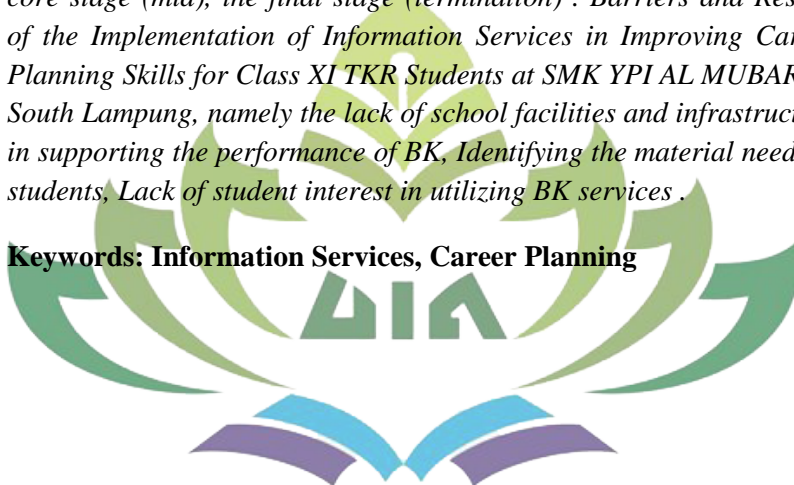 core stage (mid), the final stage (termination) . Barriers and Res
of the Implementation of Information Services in Improving Car
Planning Skills for Class XI TKR Students at SMK YPI AL MUBAR
South Lampung, namely the lack of school facilities and infrastruc
in supporting the performance of BK, Identifying the material need
students, Lack of student interest in utilizing BK services .
Keywords: Information Services, Career Planning
UIN